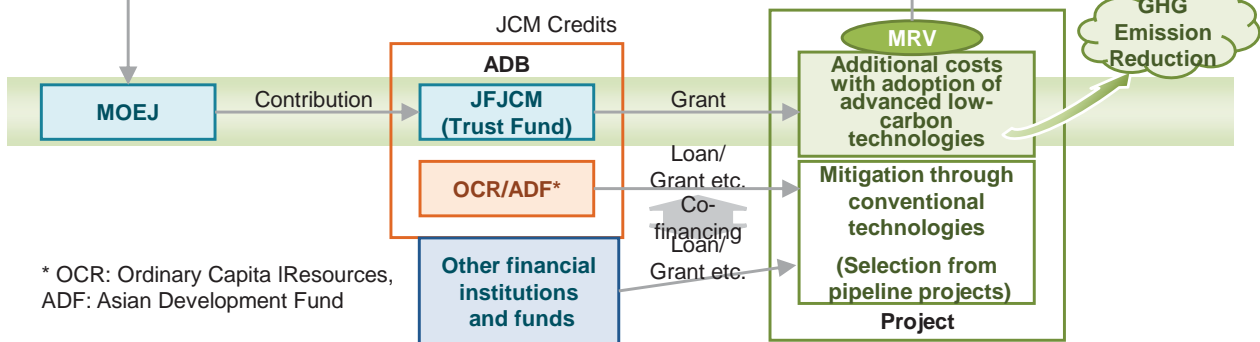 GHG
Emission
Reduction
JCM Credits
MRV
ADB
Additional costs
with adoption of
advanced low-
carbon
technologies
MOEJ
Contribution
JFJCM
(Trust Fund)
Grant
Loan/
Grant etc.
OCR/ADF*
Co-
financing
Loan/
Grant etc.
Mitigation through
conventional
technologies
(Selection from
pipeline projects)
Other financial
institutions
and funds
Project
* OCR: Ordinary Capita lResources,
ADF: Asian Development Fund